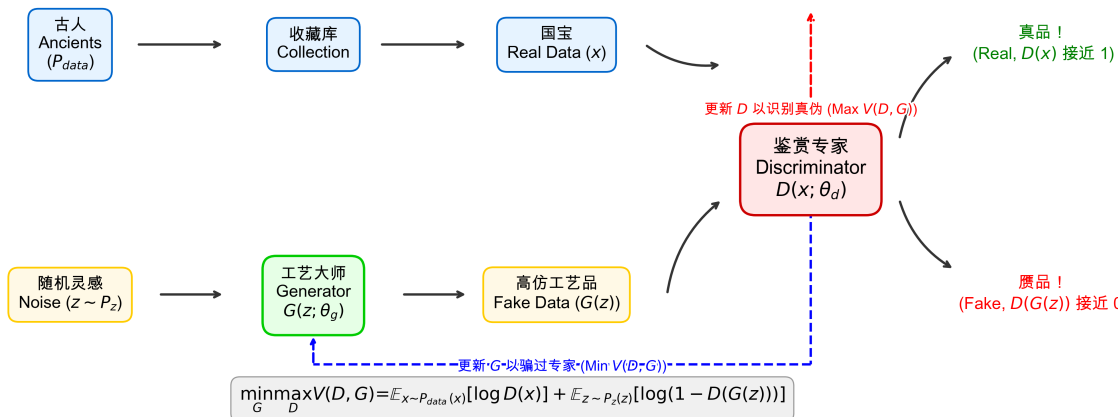 古人
Ancients
(P_data)
收藏库
Collection
国宝
Real Data (x)
真品！
(Real, D(x) 接近 1)
更新 D 以识别真伪 (Max V(D, G))
鉴赏专家
Discriminator
D(x; θ_d)
随机灵感
Noise (z ~ P_z)
工艺大师
Generator
G(z; θ_g)
高仿工艺品
Fake Data (G(z))
赝品！
(Fake, D(G(z)) 接近 0
更新 G 以骗过专家 (Min V(D, G))
min_G max_D V(D, G) = 𝔼_{x~P_data(x)}[log D(x)] + 𝔼_{z~P_z(z)}[log(1 − D(G(z)))]